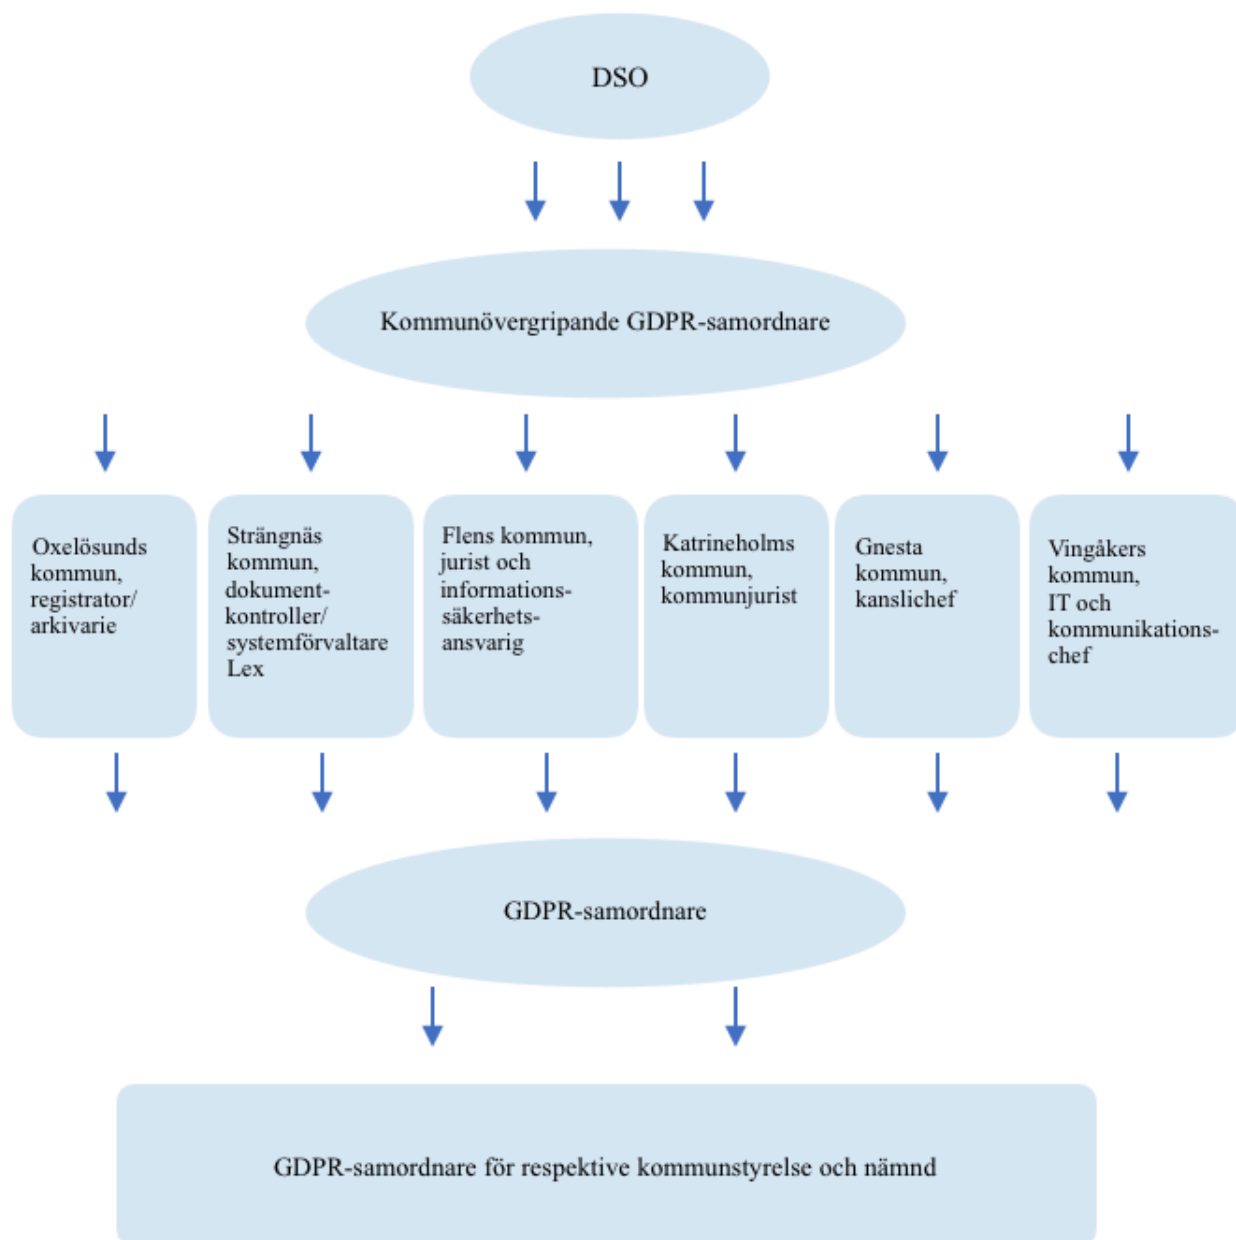 DSO
Kommunövergripande GDPR-samordnare
Oxelösunds
kommun,
registrator/
arkivarie
Strängnäs
kommun,
dokument-
kontroller/
systemförvaltare
Lex
Flens kommun,
jurist och
informations-
säkerhets-
ansvarig
Katrineholms
kommun,
kommunjurist
Gnesta
kommun,
kanslichef
Vingåkers
kommun,
IT och
kommunikations-
chef
GDPR-samordnare
GDPR-samordnare för respektive kommunstyrelse och nämnd